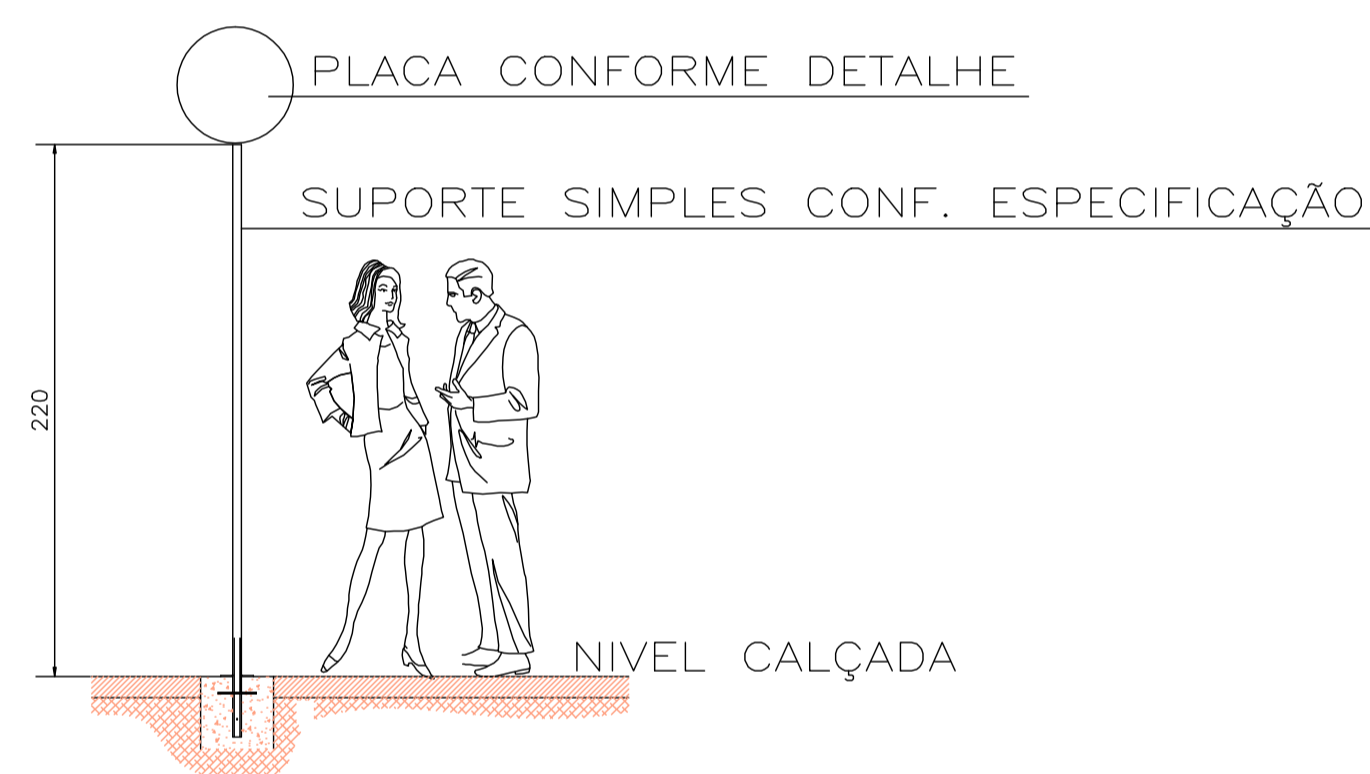 PLACA CONFORME DETALHE
SUPORTE SIMPLES CONF. ESPECIFICAÇÃO
220
NIVEL CALÇADA